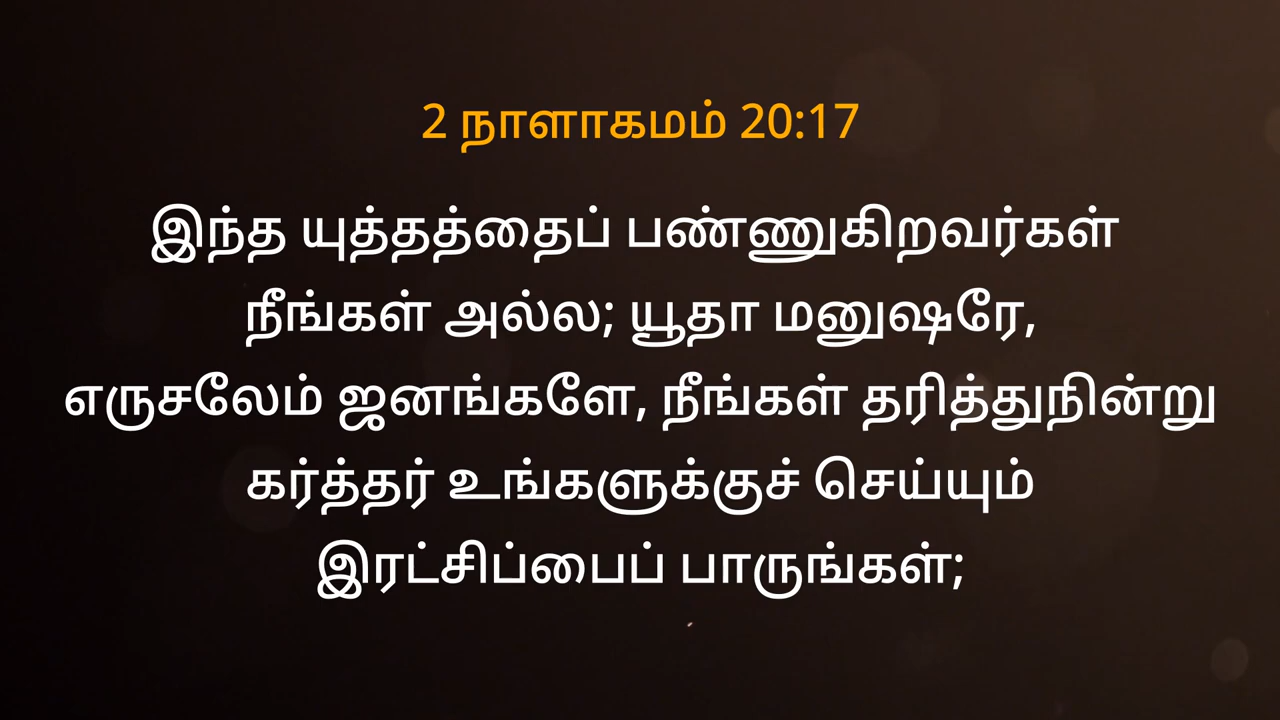 2 நாளாகமம் 20:17
இந்த யுத்தத்தைப் பண்ணுகிறவர்கள்
நீங்கள் அல்ல; யூதா மனுஷரே,
எருசலேம் ஜனங்களே, நீங்கள் தரித்துநின்று
கர்த்தர் உங்களுக்குச் செய்யும்
இரட்சிப்பைப் பாருங்கள்;